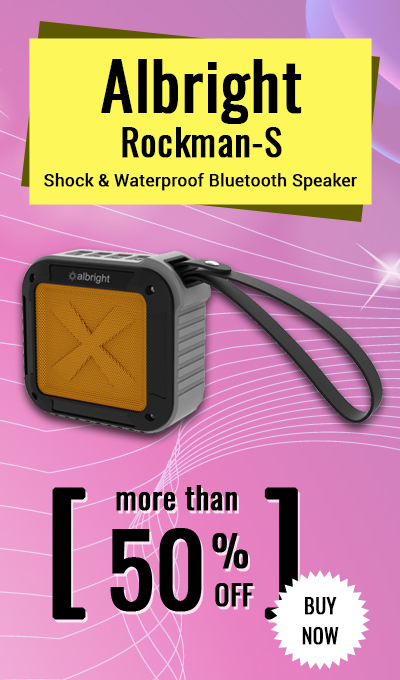 Albright
Rockman-S
Shock & Waterproof Bluetooth Speaker
albright
[ more than
50% OFF ]
BUY
NOW